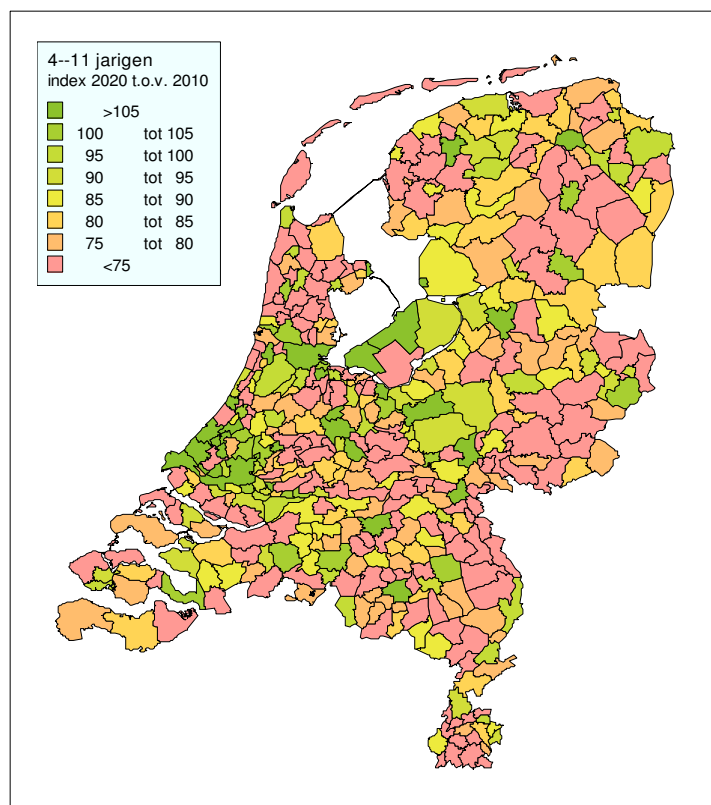 4--11 jarigen
index 2020 t.o.v. 2010
>105
100 tot 105
95 tot 100
90 tot 95
85 tot 90
80 tot 85
75 tot 80
<75